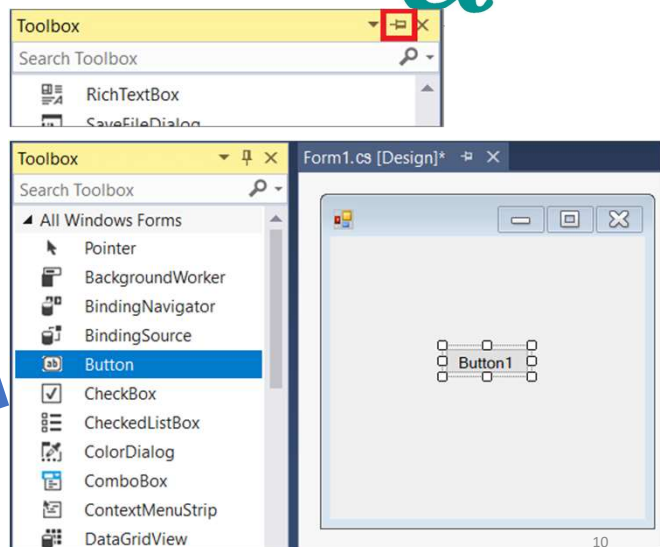 Toolbox
Search Toolbox
RichTextBox
SaveFileDialog
Toolbox
Search Toolbox
All Windows Forms
Pointer
BackgroundWorker
BindingNavigator
BindingSource
Button
CheckBox
CheckedListBox
ColorDialog
ComboBox
ContextMenuStrip
DataGridView
Form1.cs [Design]*
Button1
10